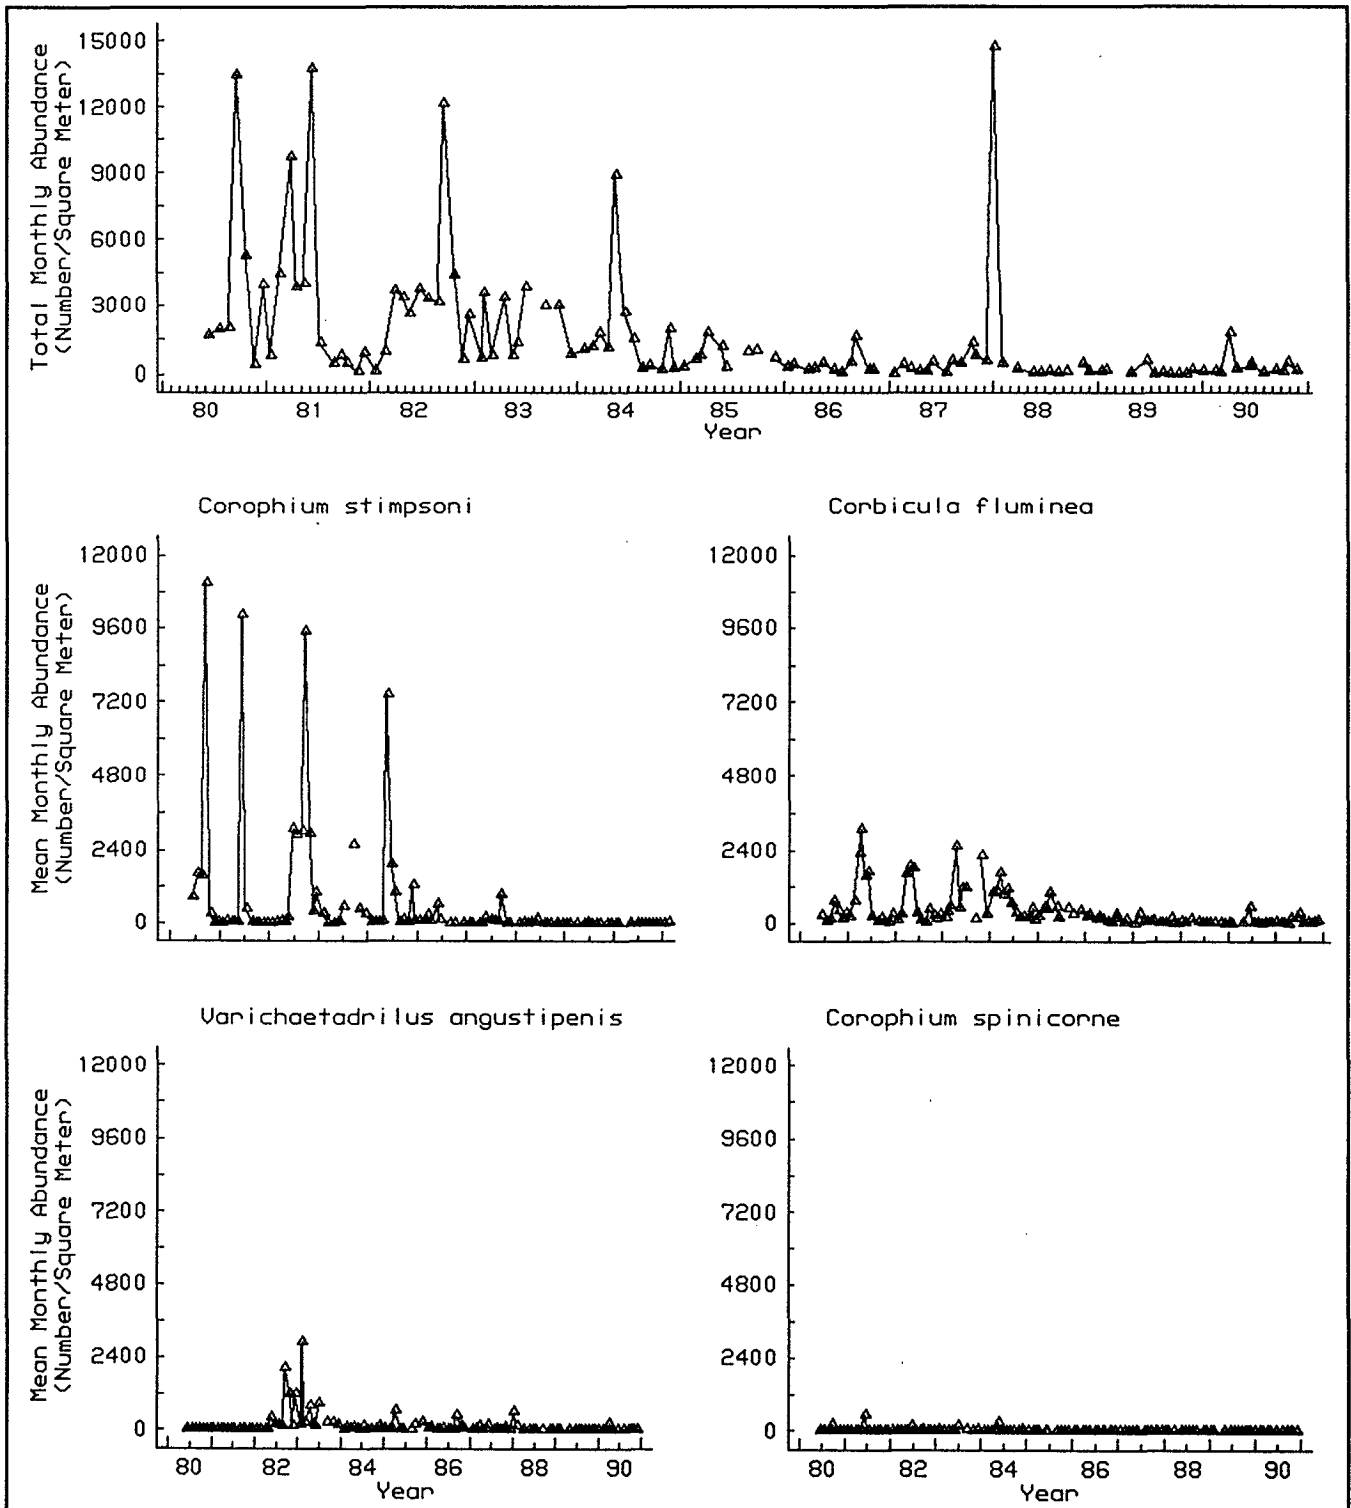 Total Monthly Abundance
(Number/Square Meter)
15000
12000
9000
6000
3000
0
80 81 82 83 84 85 86 87 88 89 90
Year
Corophium stimpsoni
Mean Monthly Abundance
(Number/Square Meter)
12000
9600
7200
4800
2400
0
Corbicula fluminea
12000
9600
7200
4800
2400
0
Varichaetadrilus angustipenis
Mean Monthly Abundance
(Number/Square Meter)
12000
9600
7200
4800
2400
0
80 82 84 86 88 90
Year
Corophium spinicorne
12000
9600
7200
4800
2400
0
80 82 84 86 88 90
Year